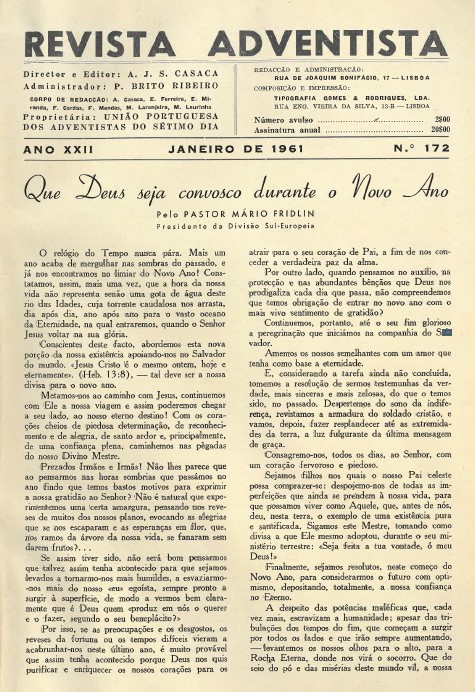 REVISTA ADVENTISTA
Director e Editor: A. J. S. CASACA
Administrador: P. BRITO RIBEIRO
CORPO DE REDACÇÃO: A. Casaca, E. Ferreira, E. Mi-
randa, F. Cordas, F. Mendes, M. Laranjeira, M. Lourinho
Proprietária: UNIÃO PORTUGUESA
DOS ADVENTISTAS DO SÉTIMO DIA
REDACÇÃO E ADMINISTRAÇÃO:
RUA DE JOAQUIM BONIFÁCIO, 17 — LISBOA
COMPOSIÇÃO E IMPRESSÃO:
TIPOGRAFIA GOMES & RODRIGUES, LDA.
RUA ENG. VIEIRA DA SILVA, 12-B — LISBOA
Número avulso 2$00
Assinatura anual 20$00
ANO XXII JANEIRO DE 1961 N.° 172
Que Deus seja convosco durante o Novo Ano
Pelo PASTOR MÁRIO FRIDLIN
Presidente da Divisão Sul-Europeia
O relógio do Tempo nunca pára. Mais um
ano acaba de mergulhar nas sombras do passado, e
já nos encontramos no limiar do Novo Ano! Cons-
tatamos, assim, mais uma vez, que a hora da nossa
vida não representa senão uma gota de água deste
rio das Idades, cuja torrente caudalosa nos arrasta,
dia após dia, ano após ano para o vasto oceano
da Eternidade, na qual entraremos, quando o Senhor
Jesus voltar na sua glória.
Conscientes deste facto, abordemos esta nova
porção da nossa existência apoiando-nos no Salvador
do mundo. «Jesus Cristo é o mesmo ontem, hoje e
eternamente». (Heb. 13:8), — tal deve ser a nossa
divisa para o novo ano.
Metamos-nos ao caminho com Jesus, continuemos
com Ele a nossa viagem e assim poderemos chegar
a seu lado, ao nosso eterno destino! Com os cora-
ções cheios de piedosa determinação, de reconheci-
mento e de alegria, de santo ardor e, principalmente,
de uma confiança plena, caminhemos nas pègadas
do nosso Divino Mestre.
Prezados Irmãos e Irmãs! Não lhes parece que
ao pensarmos nas horas sombrias que passámos no
ano findo que temos bastos motivos para exprimir
a nossa gratidão ao Senhor? Não é natural que expe-
rimentemos uma certa amargura, pensando nos reve-
ses de muitos dos nossos planos, evocando as alegrias
que se nos escaparam e as esperanças em flor, que,
nos ramos da árvore da nossa vida, se fanaram sem
darem frutos?...
Se assim tiver sido, não será bom pensarmos
que talvez assim tenha acontecido para que sejamos
levados a tornarmo-nos mais humildes, a esvaziarmo-
-nos mais do nosso «eu» egoísta, sempre pronto a
surgir à superfície, de modo a vermos bem clara-
mente que é Deus quem «produz em nós o querer
e o fazer, segundo o seu beneplácito?»
Por isso, se as preocupações e os desgostos, os
reveses da fortuna ou os tempos difíceis vieram a
acabrunhar-nos neste último ano, é muito provável
que assim tenha acontecido porque Deus nos quis
purificar e enriquecer os nossos corações para os
atrair para o seu coração de Pai, a fim de nos con-
ceder a verdadeira paz da alma.
Por outro lado, quando pensamos no auxílio, na
protecção e nas abundantes bênçãos que Deus nos
prodigaliza cada dia que passa, não compreendemos
que temos obrigação de entrar no novo ano com o
mais vivo sentimento de gratidão?
Continuemos, portanto, até o seu fim glorioso
a peregrinação que iniciámos na companhia do
vador.
Amemos os nossos semelhantes com um amor que
tenha como base a eternidade.
E, considerando a tarefa ainda não concluída,
tomemos a resolução de sermos testemunhas da ver-
dade, mais sinceras e mais zelosas, do que o temos
sido, no passado. Despertemos do sono da indife-
rença, revistamos a armadura do soldado cristão, e
vamos, depois, fazer resplandecer até às extremida-
des da terra, a luz fulgurante da última mensagem
de graça.
Consagremo-nos, todos os dias, ao Senhor, com
um coração fervoroso e piedoso.
Sejamos filhos nos quais o nosso Pai celeste
possa comprazer-se: despojemo-nos de todas as im-
perfeições que ainda se prendem à nossa vida, para
que possamos viver como Aquele, que, antes de nós,
deu, nesta terra, o exemplo de uma existência pura
e santificada. Sigamos este Mestre, tomando como
divisa a que Ele mesmo adoptou, durante o seu mi-
nistério terrestre: «Seja feita a tua vontade, ó meu
Deus!»
Finalmente, sejamos resolutos, neste começo do
Novo Ano, para considerarmos o futuro com opti-
mismo, depositando, totalmente, a nossa confiança
no Eterno.
A despeito das potências maléficas que, cada
vez mais, escravizam a humanidade; apesar das tri-
bulações do tempo do fim, que começam a surgir
por todos os lados e que irão sempre aumentando,
— levantemos os nossos olhos para o alto, para a
Rocha Eterna, donde nos virá o socorro. Que do
seio do pó e das misérias deste mundo vil, a nossa